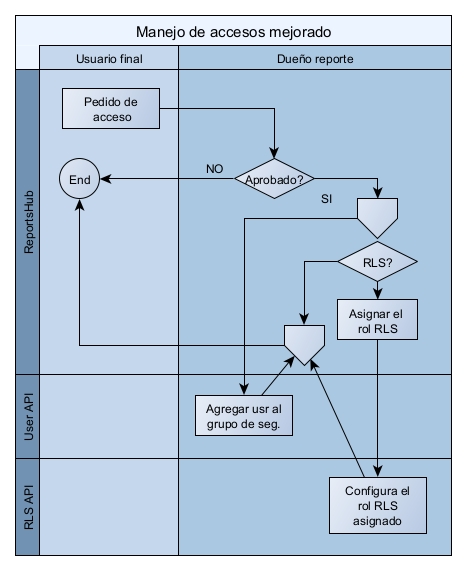 Manejo de accesos mejorado
Usuario final
Dueño reporte
ReportsHub
Pedido de
acceso
End
NO
Aprobado?
SI
RLS?
Asignar el
rol RLS
User API
Agregar usr al
grupo de seg.
RLS API
Configura el
rol RLS
asignado